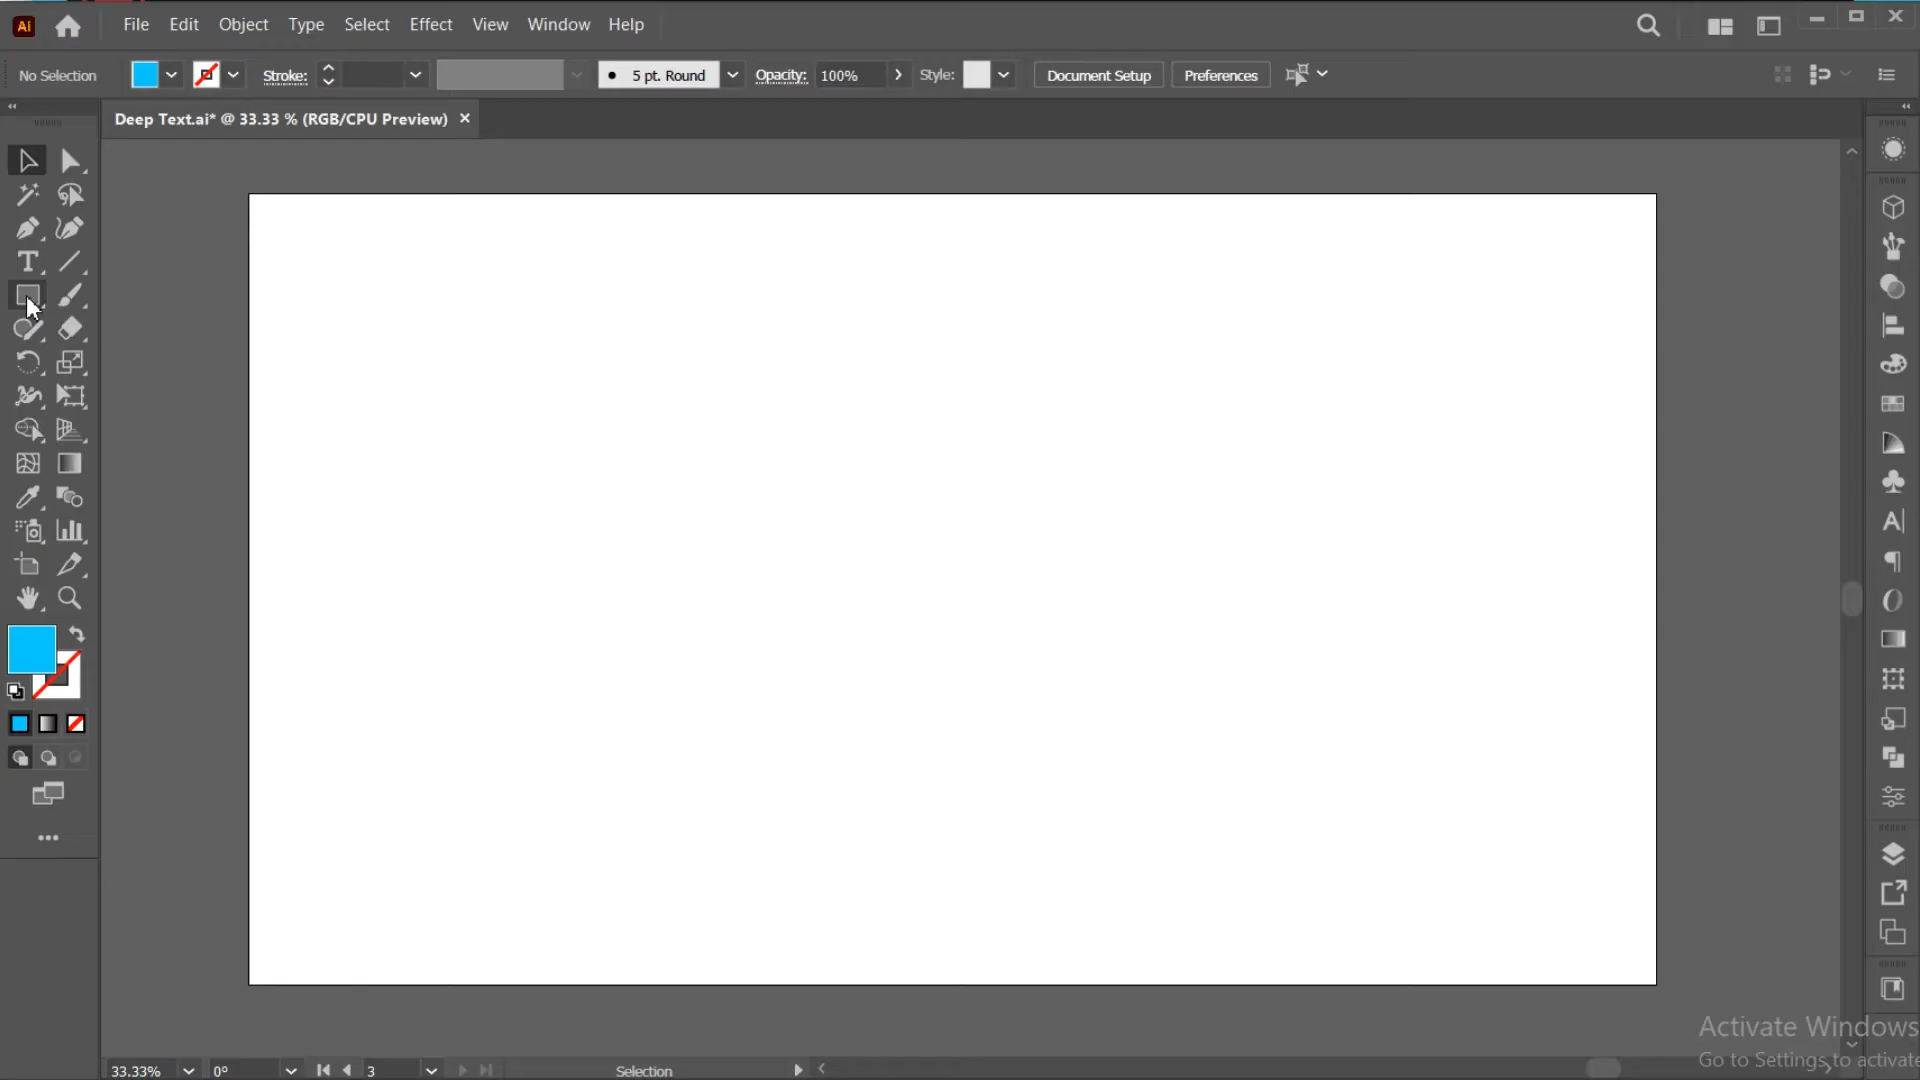 Ai File Edit Object Type Select Effect View Window Help
No Selection Stroke: 5 pt. Round Opacity: 100% Style: Document Setup Preferences
Deep Text.ai* @ 33.33 % (RGB/CPU Preview) ×
Activate Windows
Go to Settings to activate
33.33% 0° 3 Selection